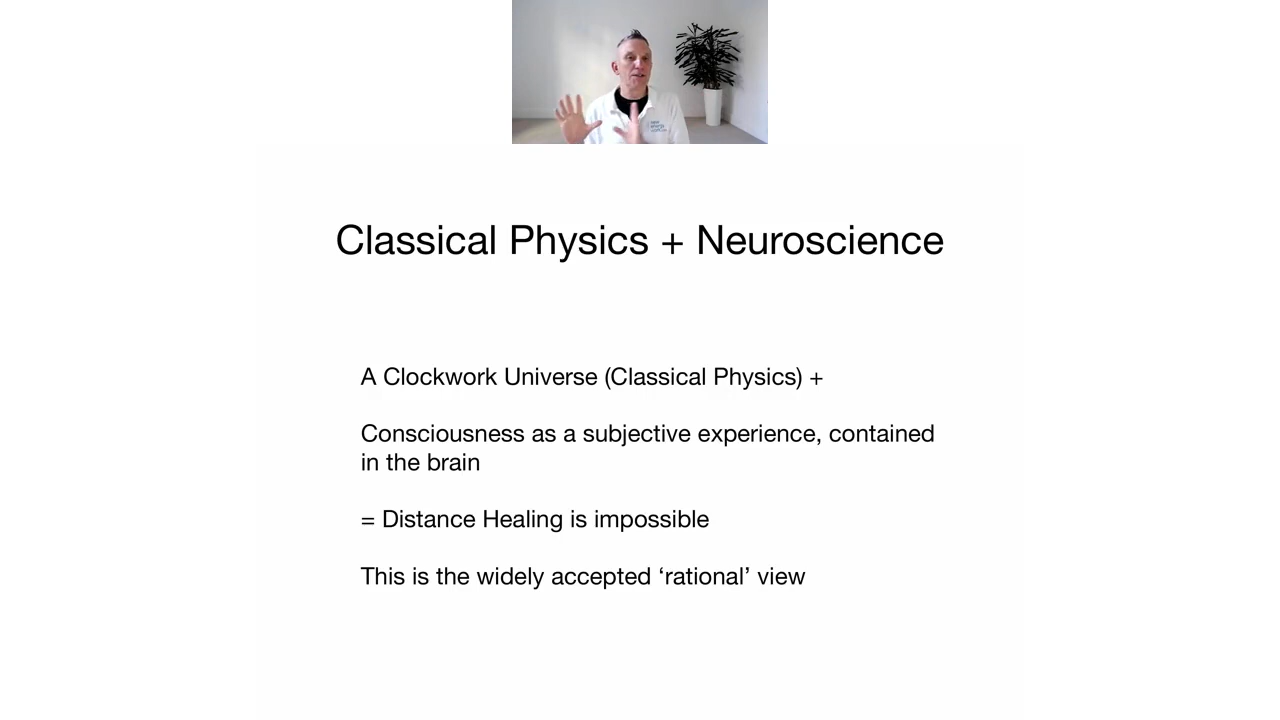 Classical Physics + Neuroscience
A Clockwork Universe (Classical Physics) +
Consciousness as a subjective experience, contained
in the brain
= Distance Healing is impossible
This is the widely accepted ‘rational’ view